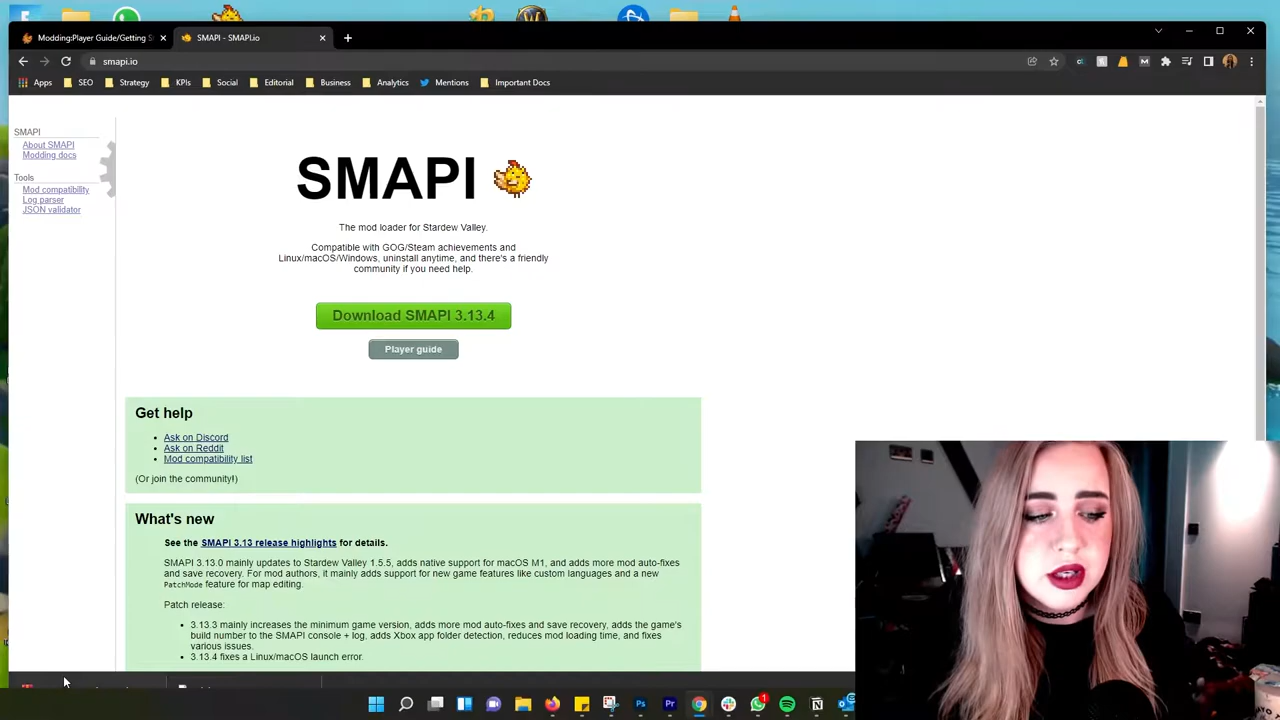 Modding:Player Guide/Getting S
SMAPI - SMAPI.io
smapi.io
Apps
SEO
Strategy
KPIs
Social
Editorial
Business
Analytics
Mentions
Important Docs
SMAPI
About SMAPI
Modding docs
Tools
Mod compatibility
Log parser
JSON validator
SMAPI
The mod loader for Stardew Valley.
Compatible with GOG/Steam achievements and
Linux/macOS/Windows, uninstall anytime, and there's a friendly
community if you need help.
Download SMAPI 3.13.4
Player guide
Get help
• Ask on Discord
• Ask on Reddit
• Mod compatibility list
(Or join the community!)
What's new
See the SMAPI 3.13 release highlights for details.
SMAPI 3.13.0 mainly updates to Stardew Valley 1.5.5, adds native support for macOS M1, and adds more mod auto-fixes
and save recovery. For mod authors, it mainly adds support for new game features like custom languages and a new
PatchMode feature for map editing.
Patch release:
• 3.13.3 mainly increases the minimum game version, adds more mod auto-fixes and save recovery, adds the game's
build number to the SMAPI console + log, adds Xbox app folder detection, reduces mod loading time, and fixes
various issues.
• 3.13.4 fixes a Linux/macOS launch error.
Ps
Pr
1